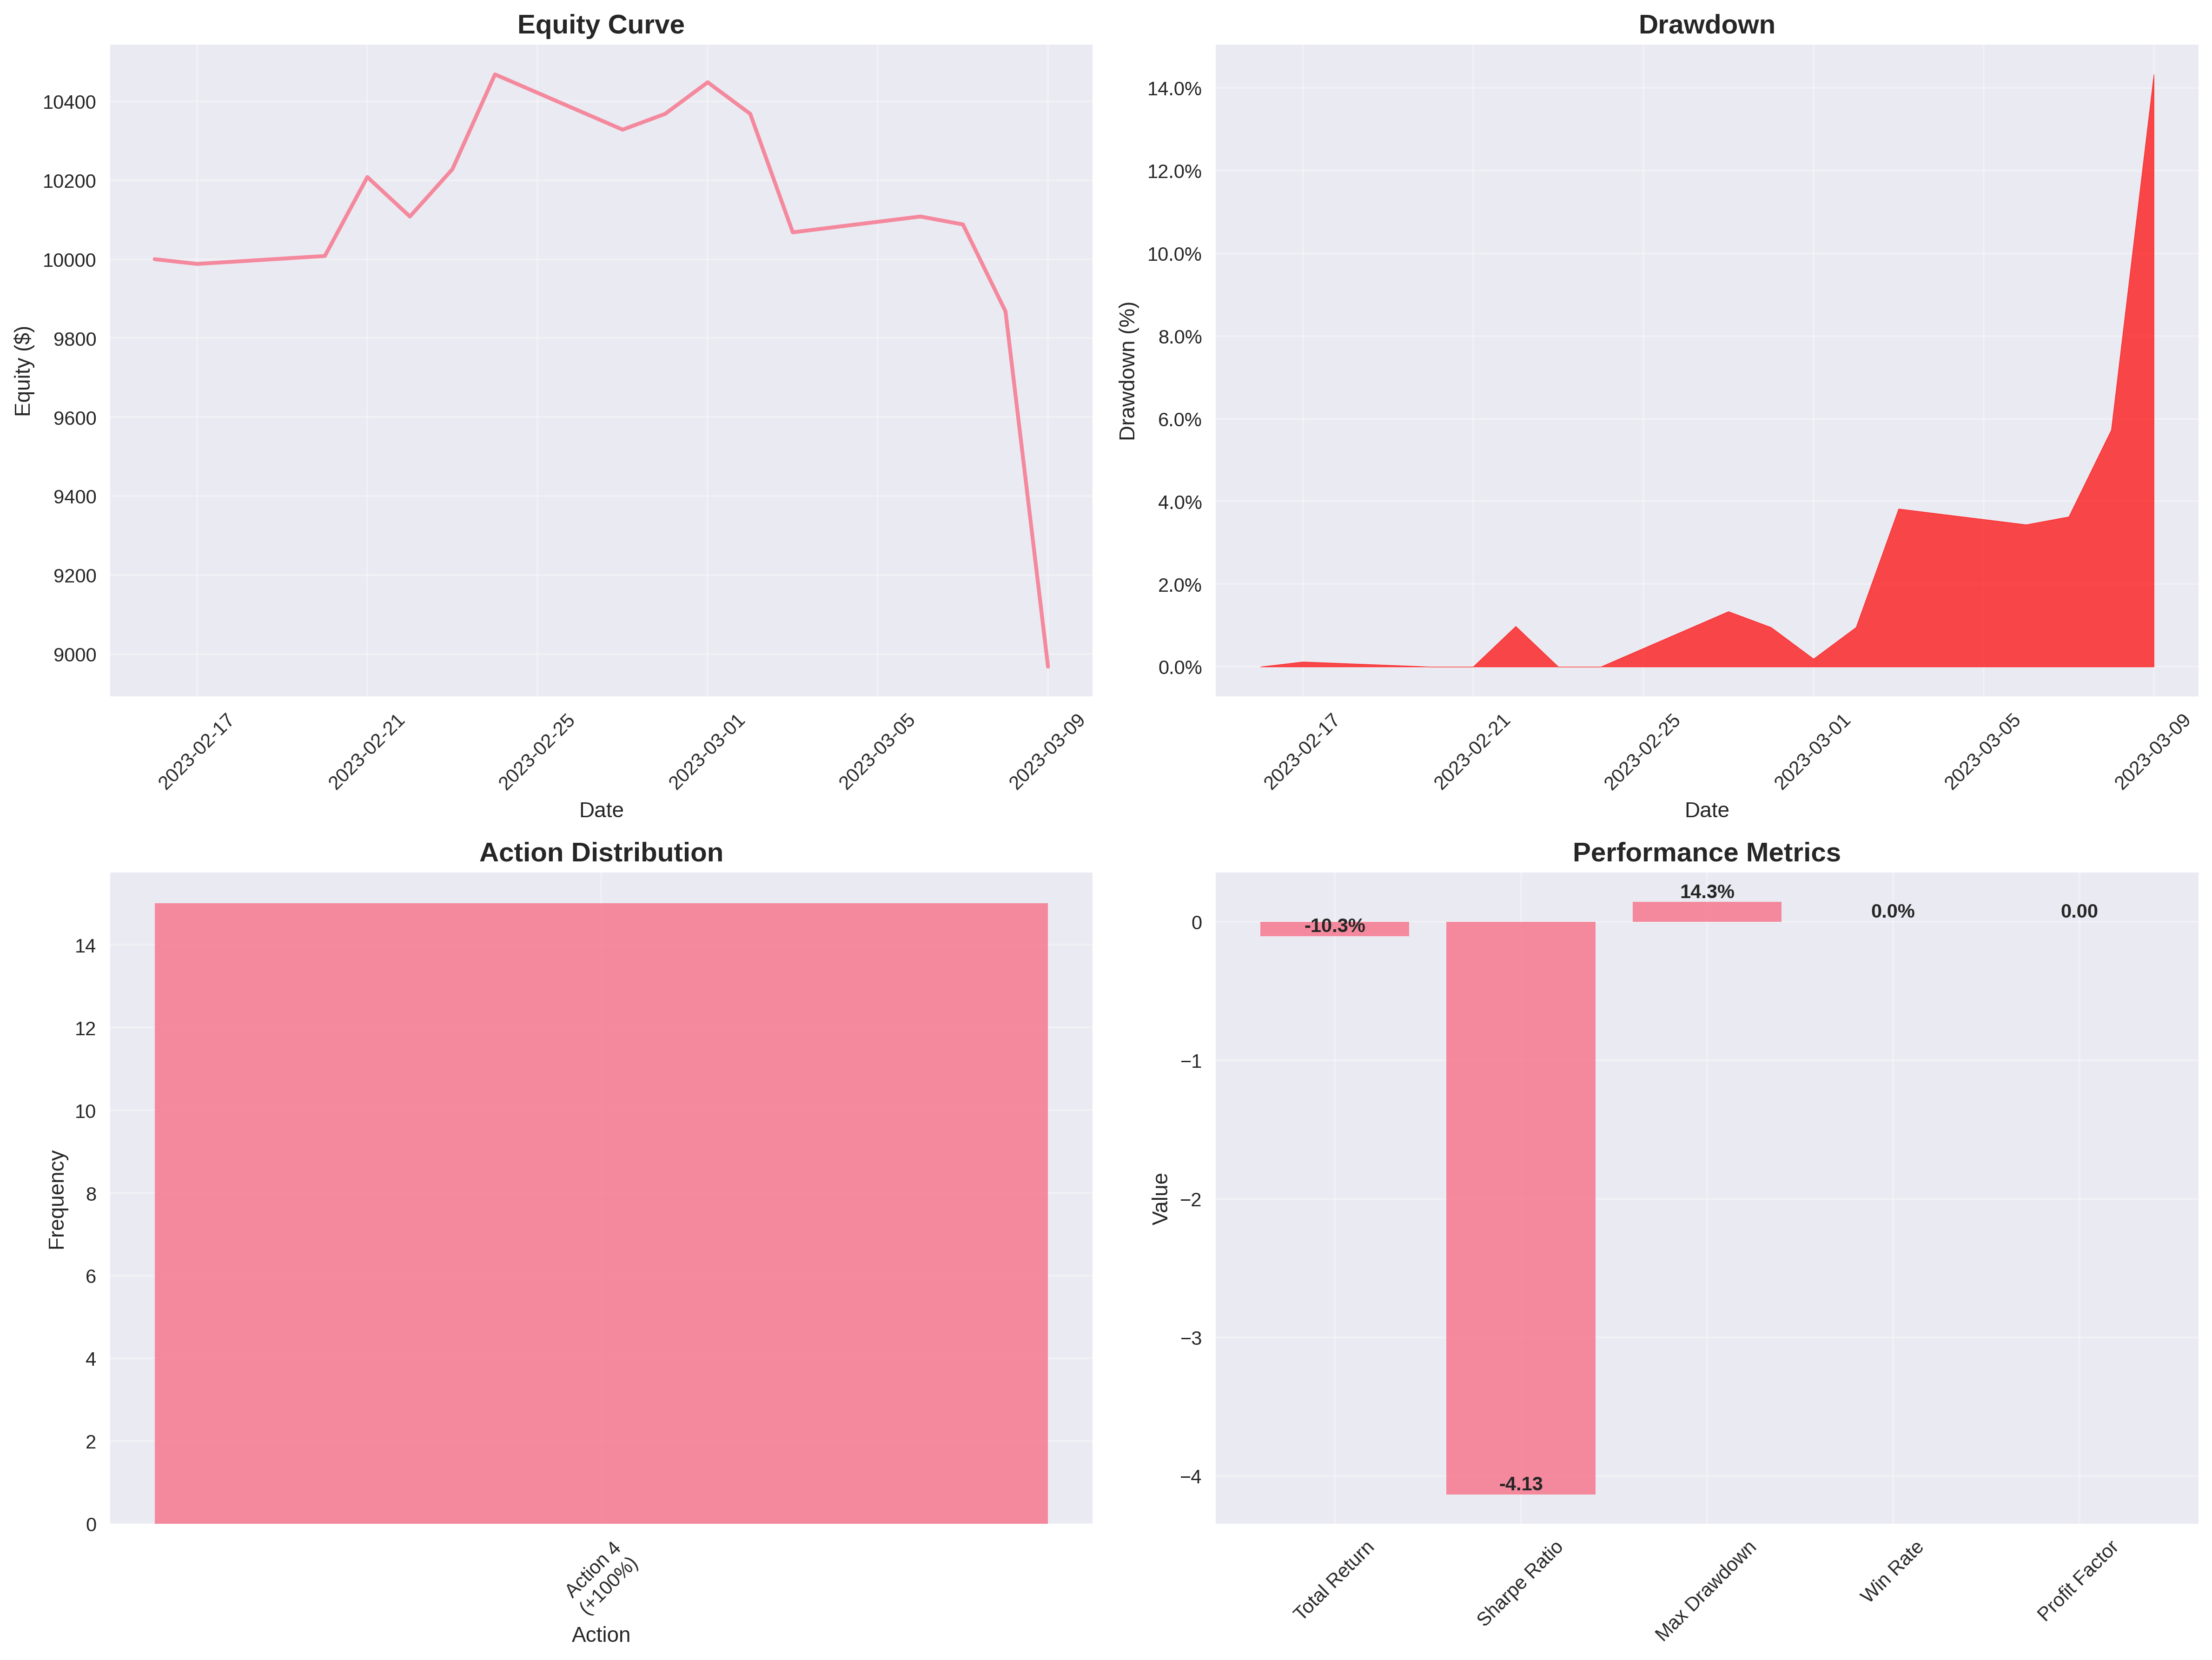 Equity Curve
Equity ($)
10400
10200
10000
9800
9600
9400
9200
9000
2023-02-17
2023-02-21
2023-02-25
2023-03-01
2023-03-05
2023-03-09
Date
Drawdown
Drawdown (%)
14.0%
12.0%
10.0%
8.0%
6.0%
4.0%
2.0%
0.0%
2023-02-17
2023-02-21
2023-02-25
2023-03-01
2023-03-05
2023-03-09
Date
Action Distribution
Frequency
14
12
10
8
6
4
2
0
Action 4
(+100%)
Action
Performance Metrics
Value
0
−1
−2
−3
−4
-10.3%
-4.13
14.3%
0.0%
0.00
Total Return
Sharpe Ratio
Max Drawdown
Win Rate
Profit Factor